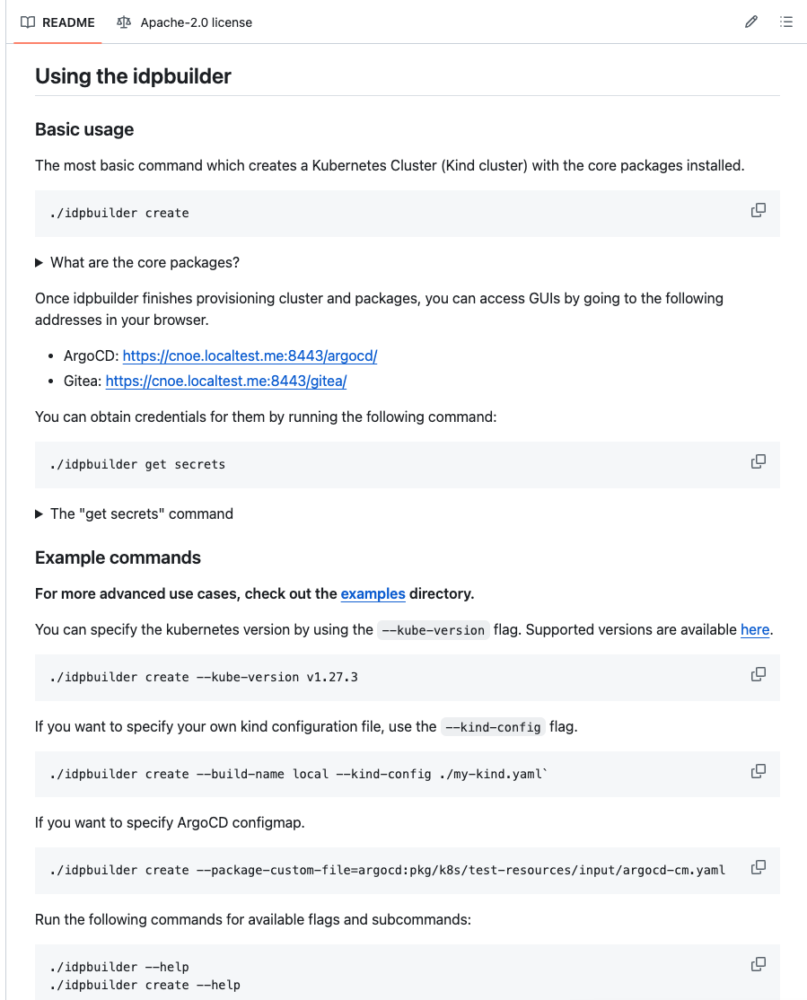 README
Apache-2.0 license
Using the idpbuilder
Basic usage
The most basic command which creates a Kubernetes Cluster (Kind cluster) with the core packages installed.
./idpbuilder create
What are the core packages?
Once idpbuilder finishes provisioning cluster and packages, you can access GUIs by going to the following
addresses in your browser.
• ArgoCD: https://cnoe.localtest.me:8443/argocd/
• Gitea: https://cnoe.localtest.me:8443/gitea/
You can obtain credentials for them by running the following command:
./idpbuilder get secrets
The "get secrets" command
Example commands
For more advanced use cases, check out the examples directory.
You can specify the kubernetes version by using the --kube-version flag. Supported versions are available here.
./idpbuilder create --kube-version v1.27.3
If you want to specify your own kind configuration file, use the --kind-config flag.
./idpbuilder create --build-name local --kind-config ./my-kind.yaml`
If you want to specify ArgoCD configmap.
./idpbuilder create --package-custom-file=argocd:pkg/k8s/test-resources/input/argocd-cm.yaml
Run the following commands for available flags and subcommands:
./idpbuilder --help
./idpbuilder create --help